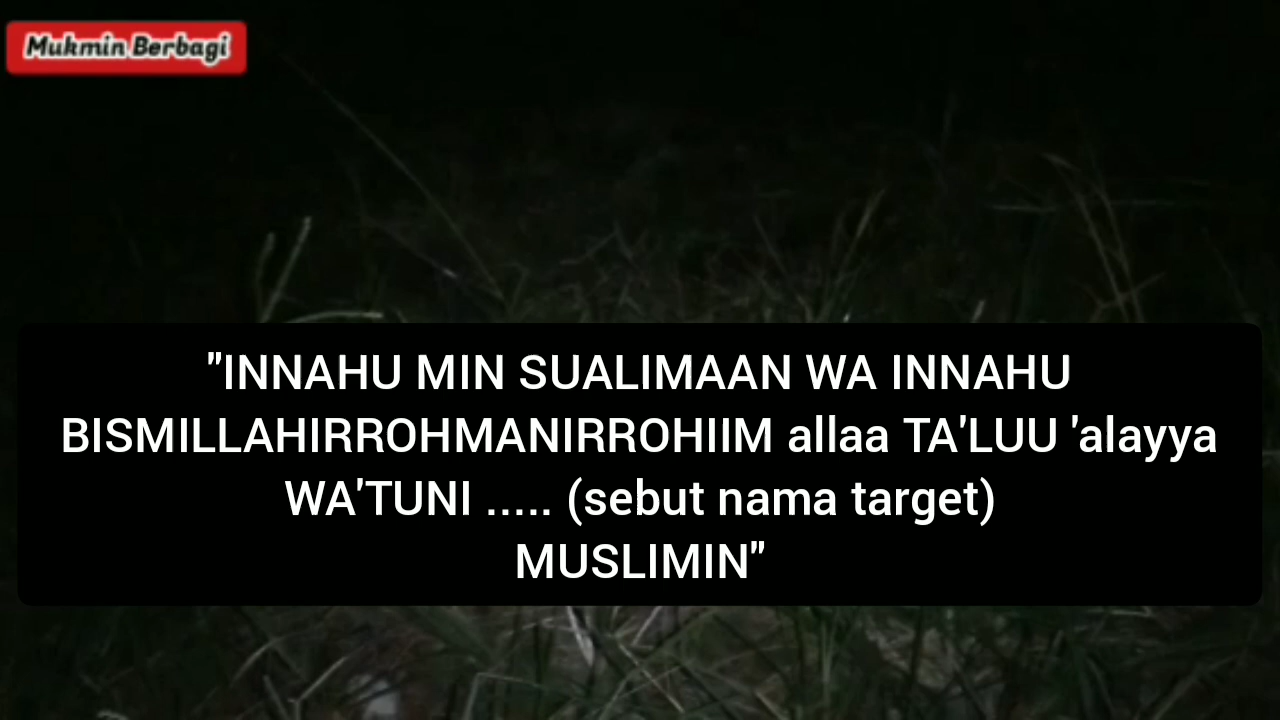 Mukmin Berbagi
"INNAHU MIN SUALIMAAN WA INNAHU
BISMILLAHIRROHMANIRROHIIM allaa TA'LUU 'alayya
WA'TUNI ..... (sebut nama target)
MUSLIMIN"